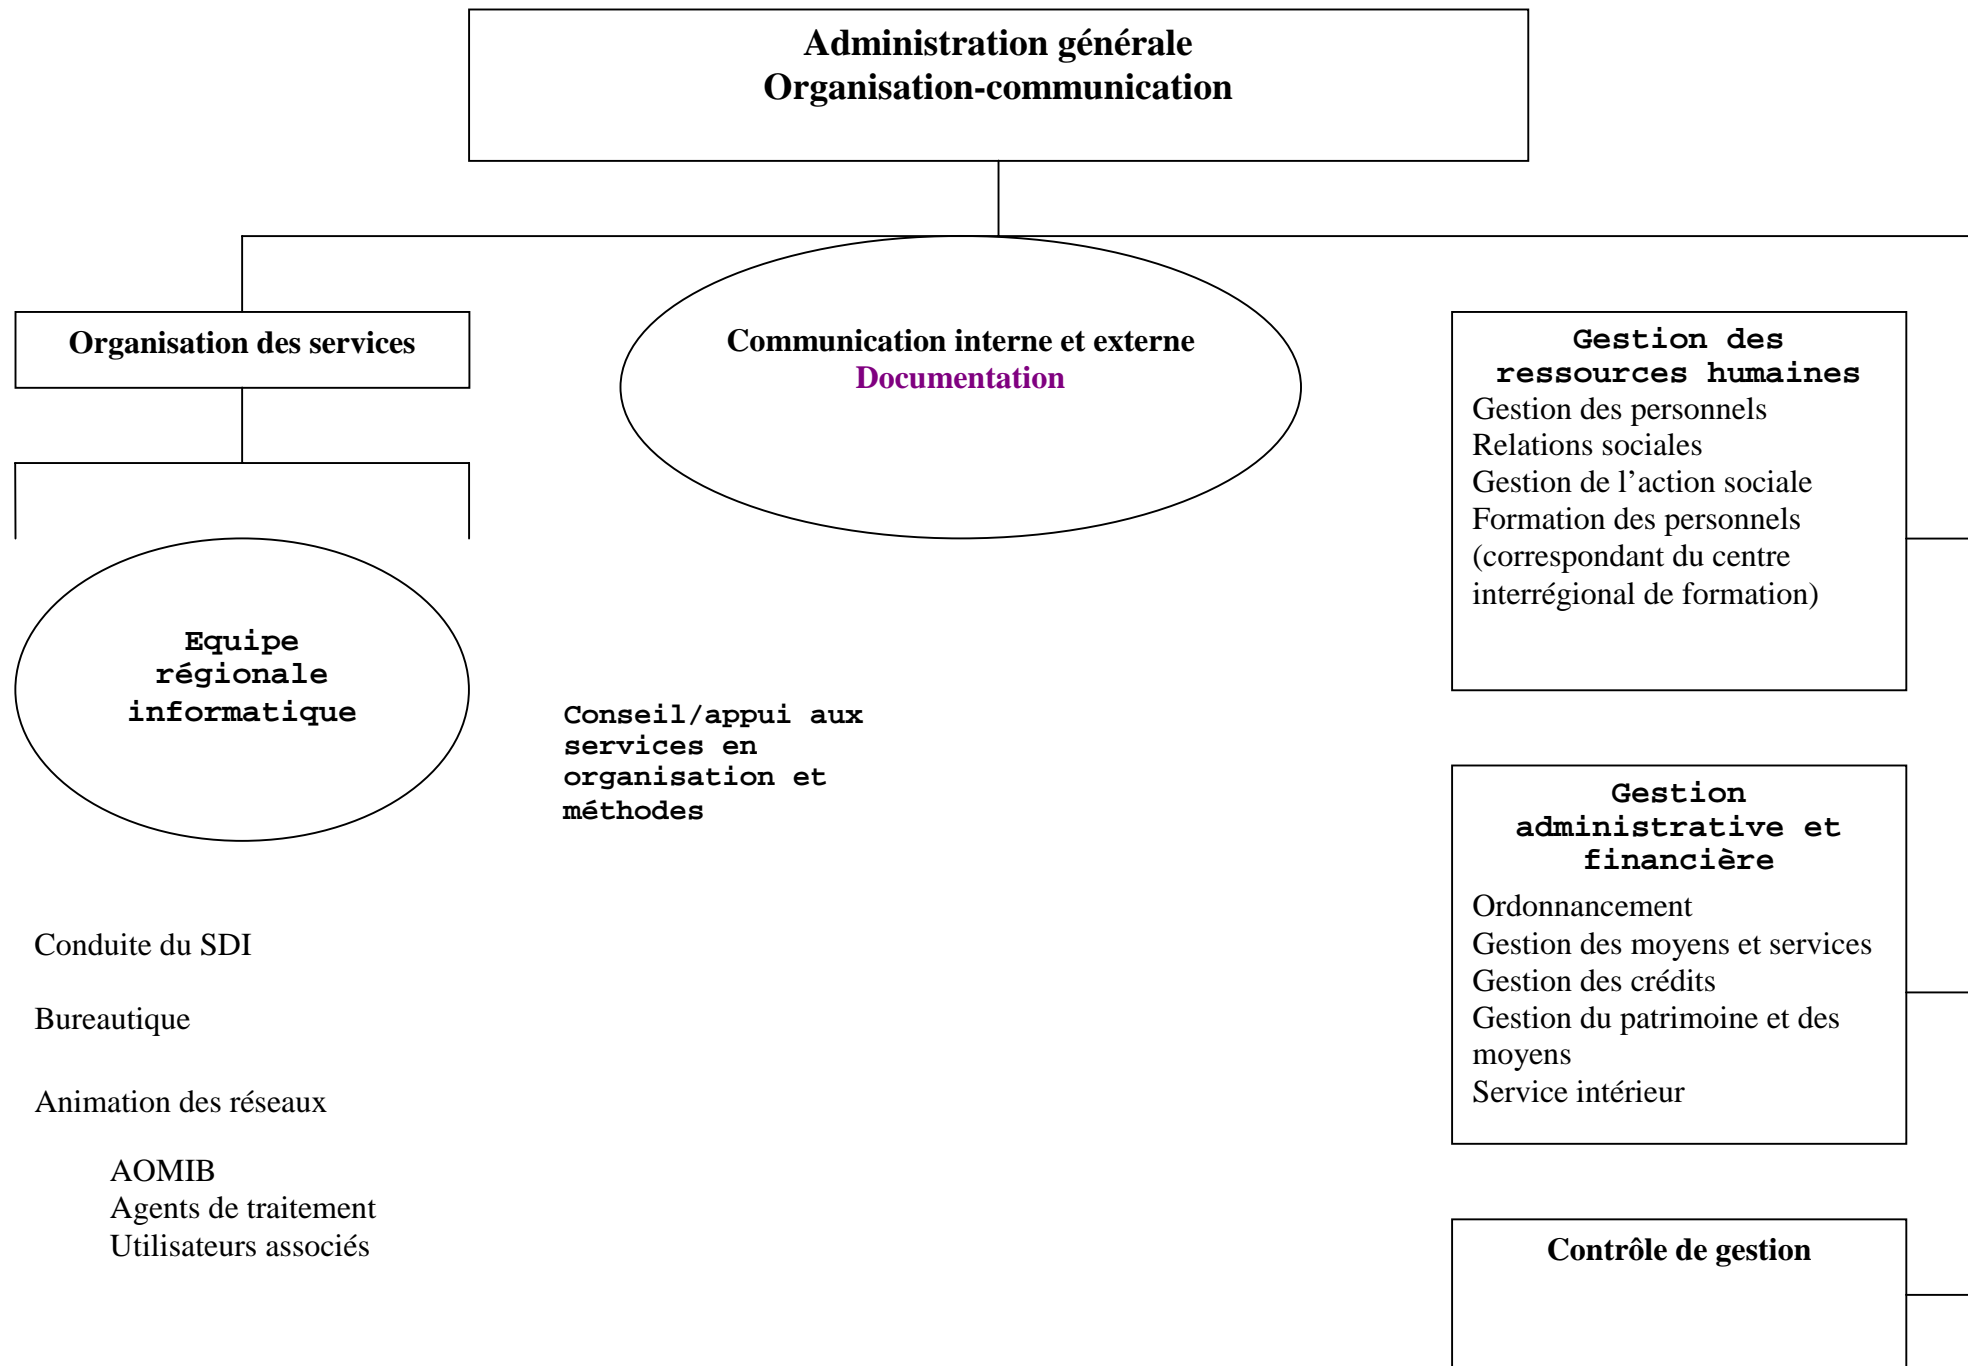 Administration générale
Organisation-communication
Organisation des services
Communication interne et externe
Documentation
Gestion des
ressources humaines
Gestion des personnels
Relations sociales
Gestion de l’action sociale
Formation des personnels
(correspondant du centre
interrégional de formation)
Equipe
régionale
informatique
Conseil/appui aux
services en
organisation et
méthodes
Gestion
administrative et
financière
Ordonnancement
Gestion des moyens et services
Gestion des crédits
Gestion du patrimoine et des
moyens
Service intérieur
Conduite du SDI
Bureautique
Animation des réseaux
AOMIB
Agents de traitement
Utilisateurs associés
Contrôle de gestion